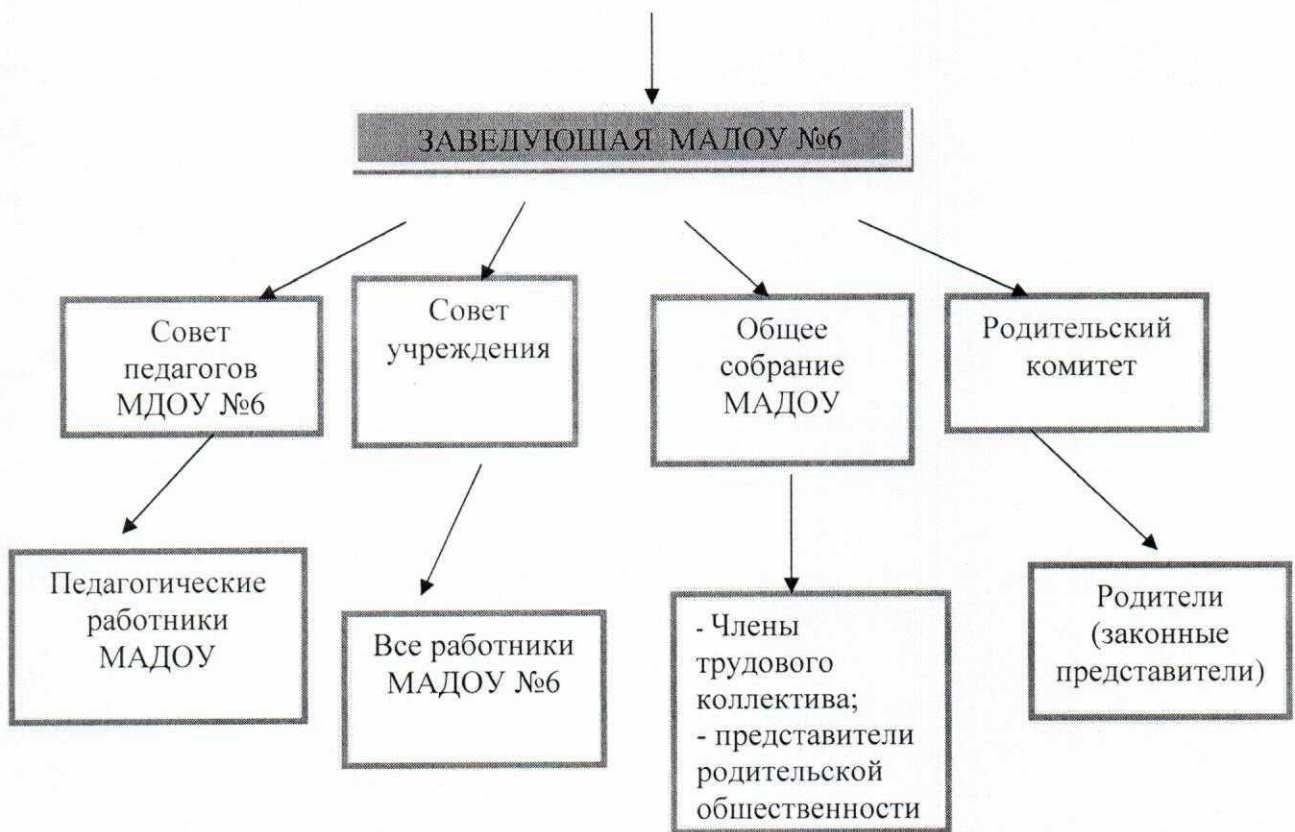 ЗАВЕДУЮЩАЯ МАДОУ №6
Совет
педагогов
МДОУ №6
Совет
учреждения
Общее
собрание
МАДОУ
Родительский
комитет
Педагогические
работники
МАДОУ
Все работники
МАДОУ №6
- Члены
трудового
коллектива;
- представители
родительской
общественности
Родители
(законные
представители)